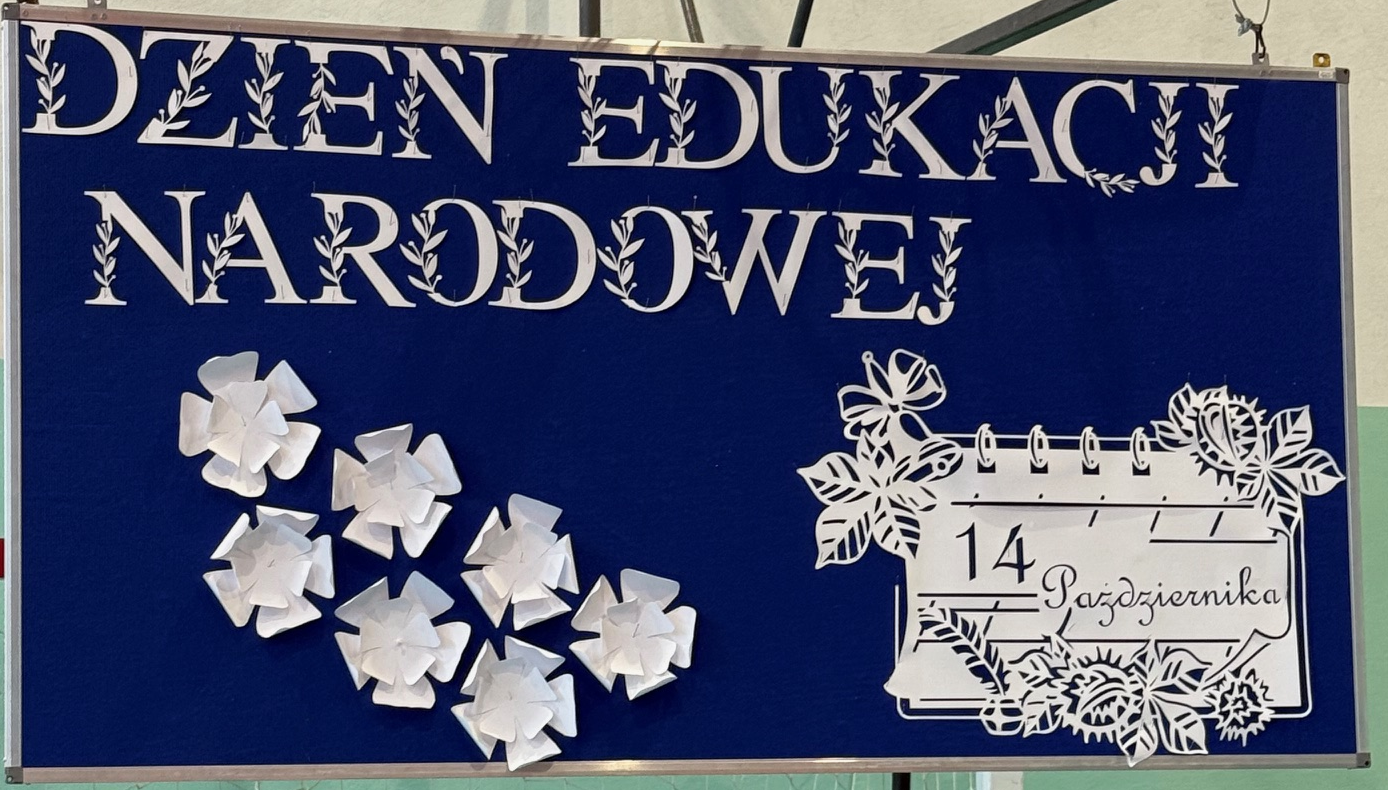 DZIEŃ EDUKACJI
NARODOWEJ
14
Października